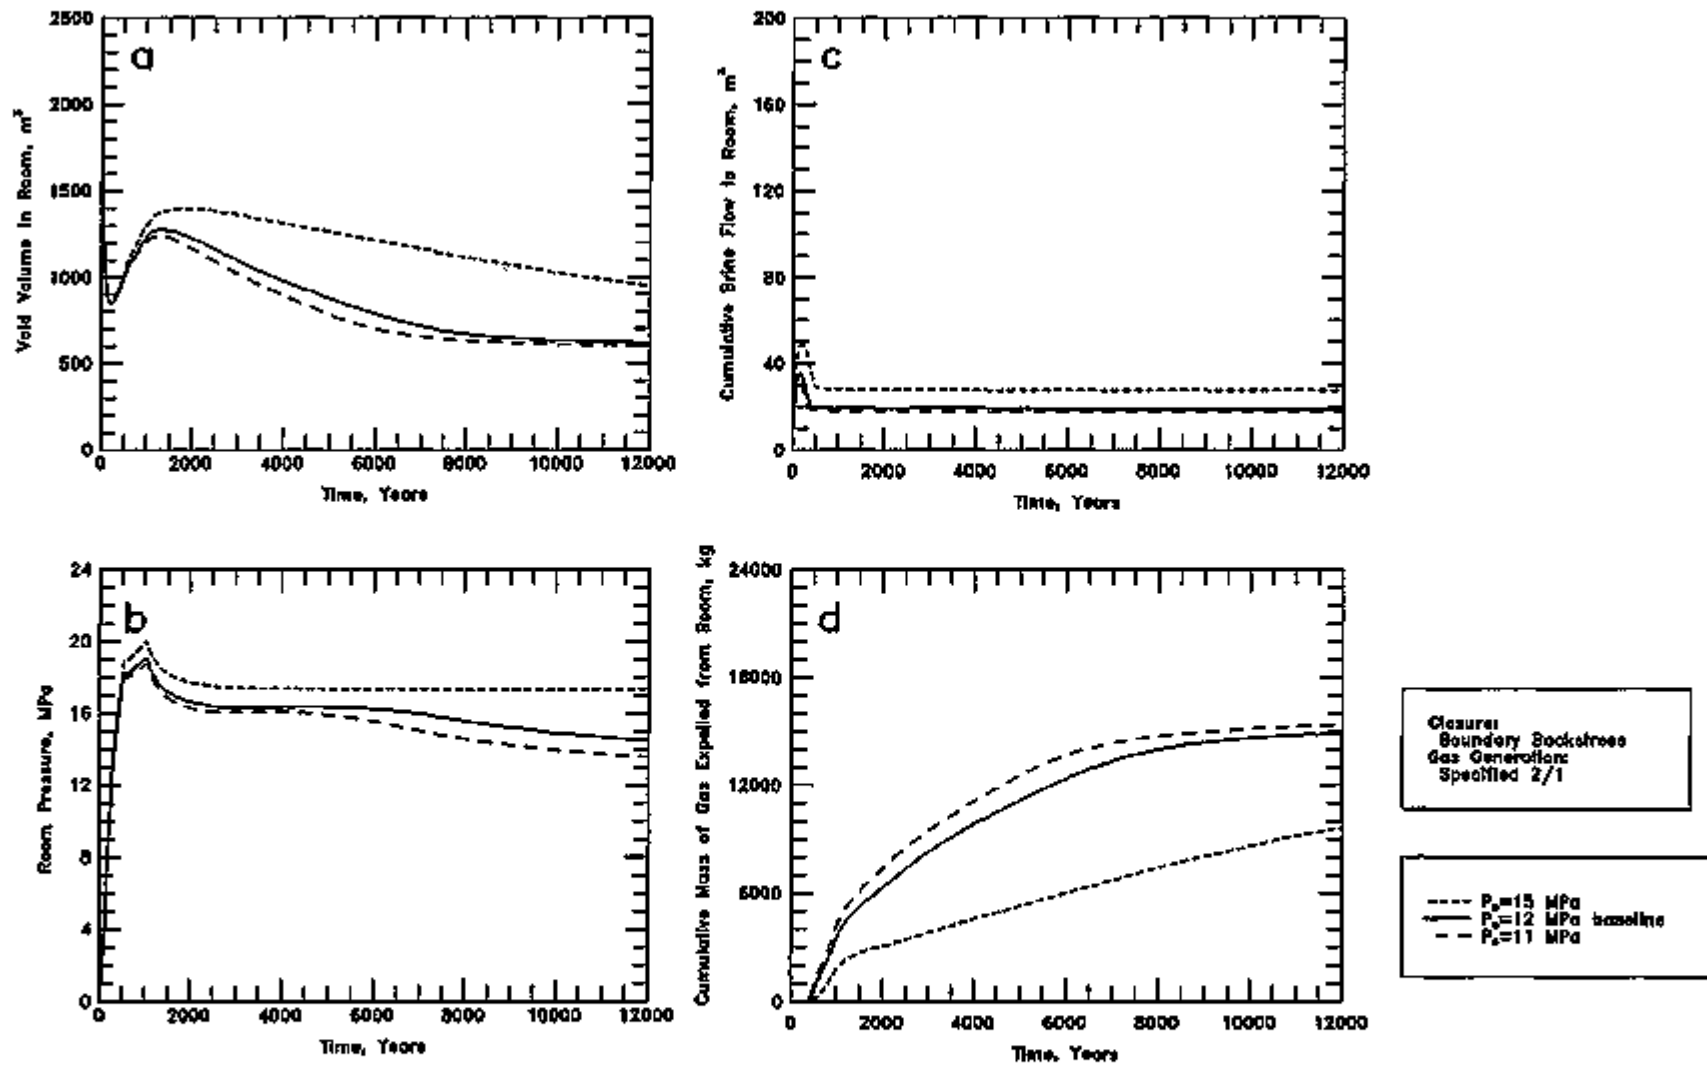 a
2500
2500
2000
1500
1000
500
0
0 2000 4000 6000 8000 10000 12000
Void Volume in Room, m³
Time, Years
c
200
160
120
80
40
0
0 2000 4000 6000 8000 10000 12000
Cumulative Brine Flow to Room, m³
Time, Years
b
24
20
16
12
8
4
0
0 2000 4000 6000 8000 10000 12000
Room Pressure, MPa
Time, Years
d
24000
18000
12000
6000
0
0 2000 4000 6000 8000 10000 12000
Cumulative Mass of Gas Expelled from Room, kg
Time, Years
Closure:
Boundary Backstress
Gas Generation:
Specified 2/1
Pₒ=15 MPa
Pₒ=12 MPa baseline
Pₒ=11 MPa